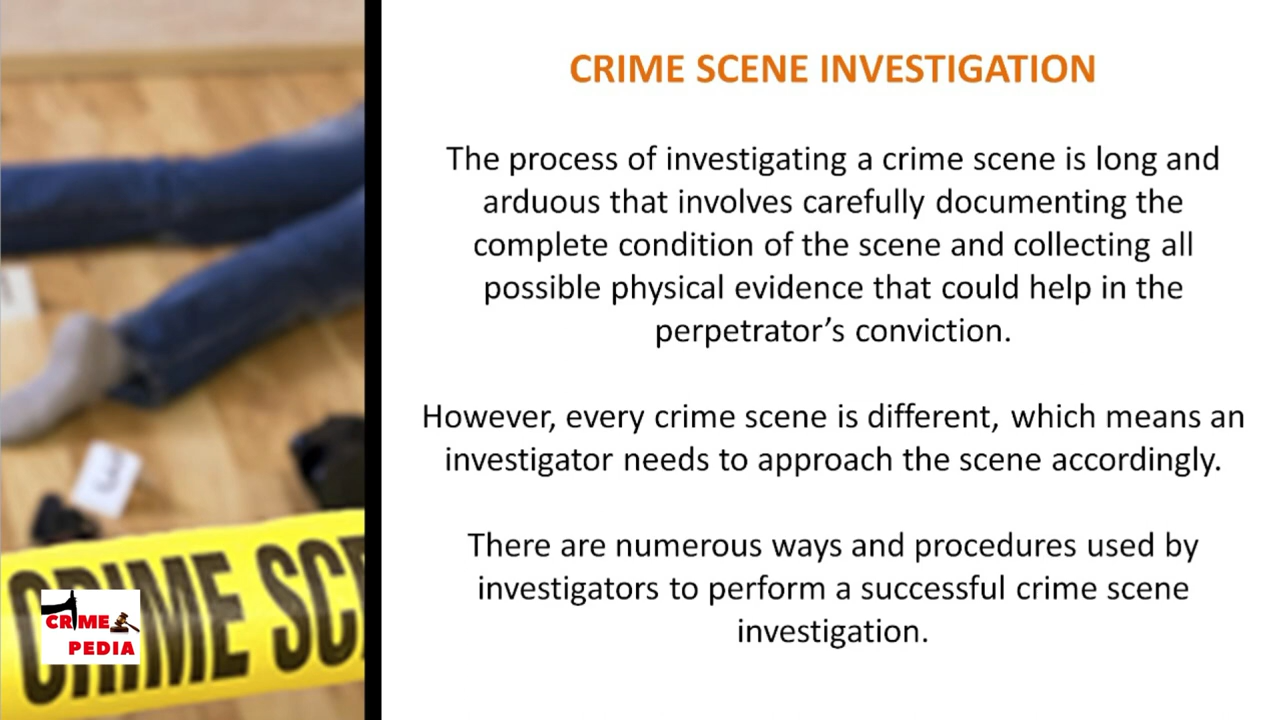 CRIME SCENE INVESTIGATION
The process of investigating a crime scene is long and
arduous that involves carefully documenting the
complete condition of the scene and collecting all
possible physical evidence that could help in the
perpetrator’s conviction.
However, every crime scene is different, which means an
investigator needs to approach the scene accordingly.
There are numerous ways and procedures used by
investigators to perform a successful crime scene
investigation.
CRIME SC
CRIME
PEDIA